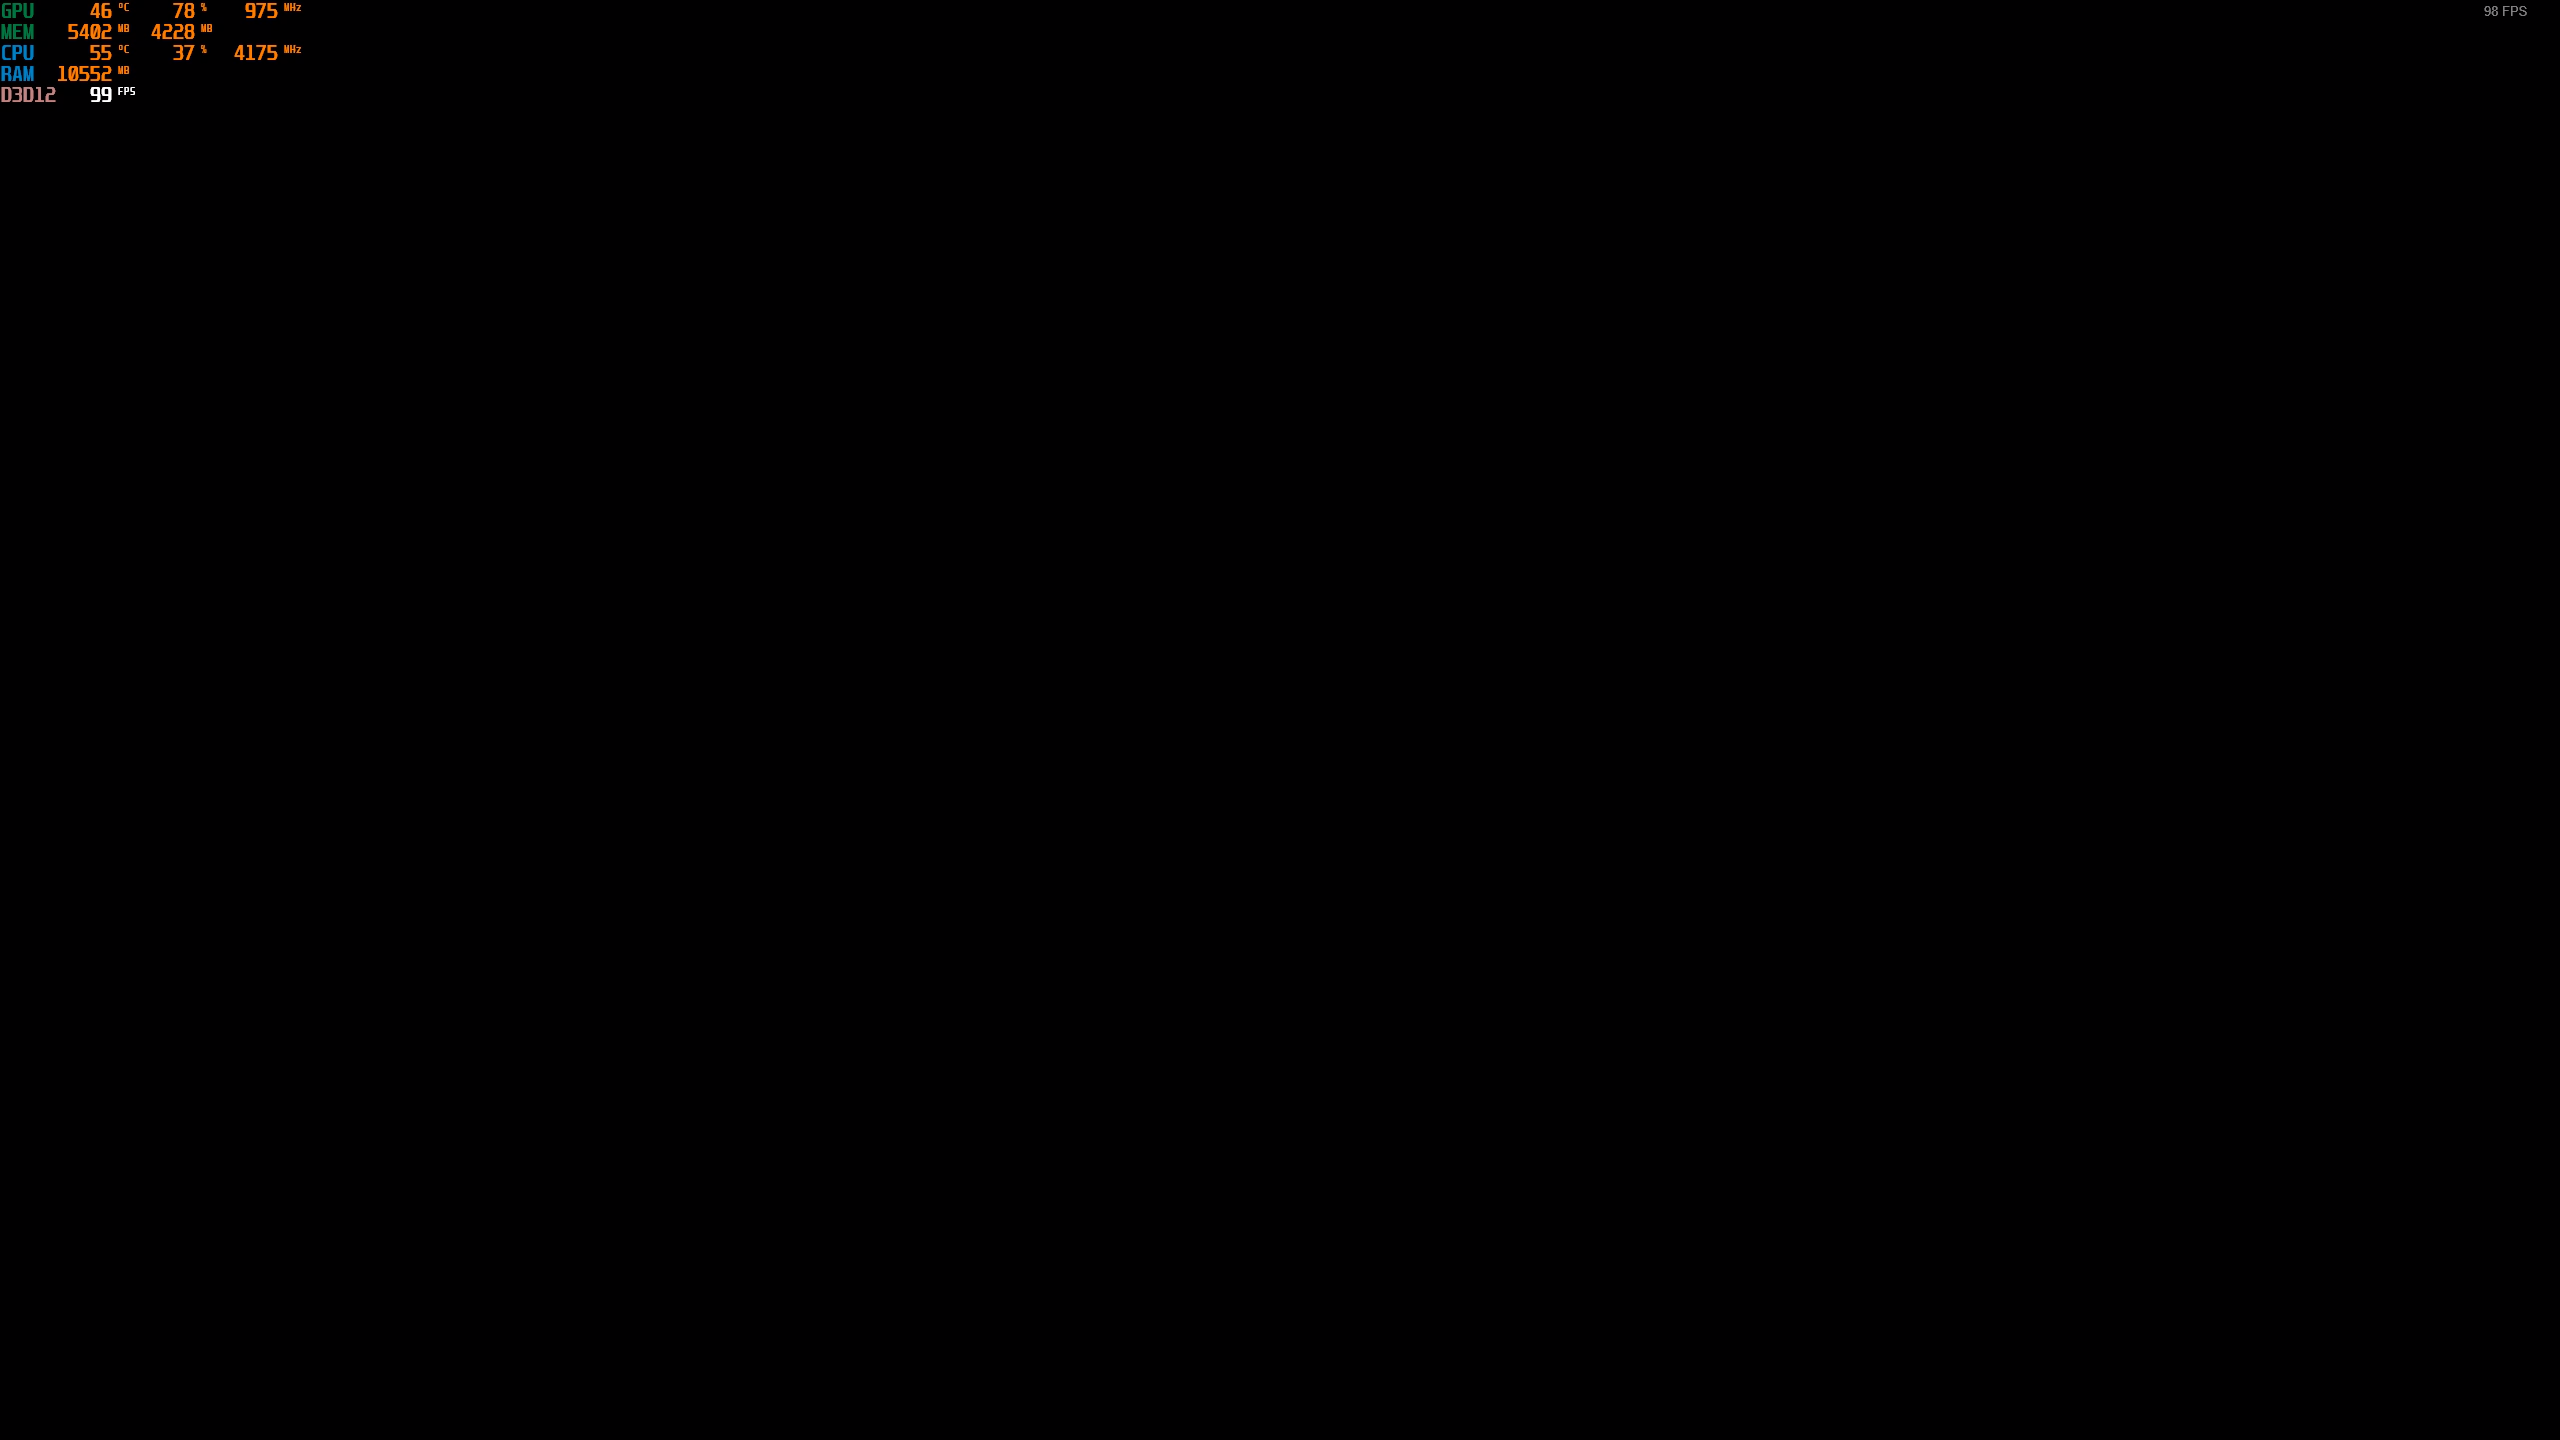 GPU 46 °C 78 % 975 MHz
MEM 5402 MB 4228 MB
CPU 55 °C 37 % 4175 MHz
RAM 10552 MB
D3D12 99 FPS
98 FPS